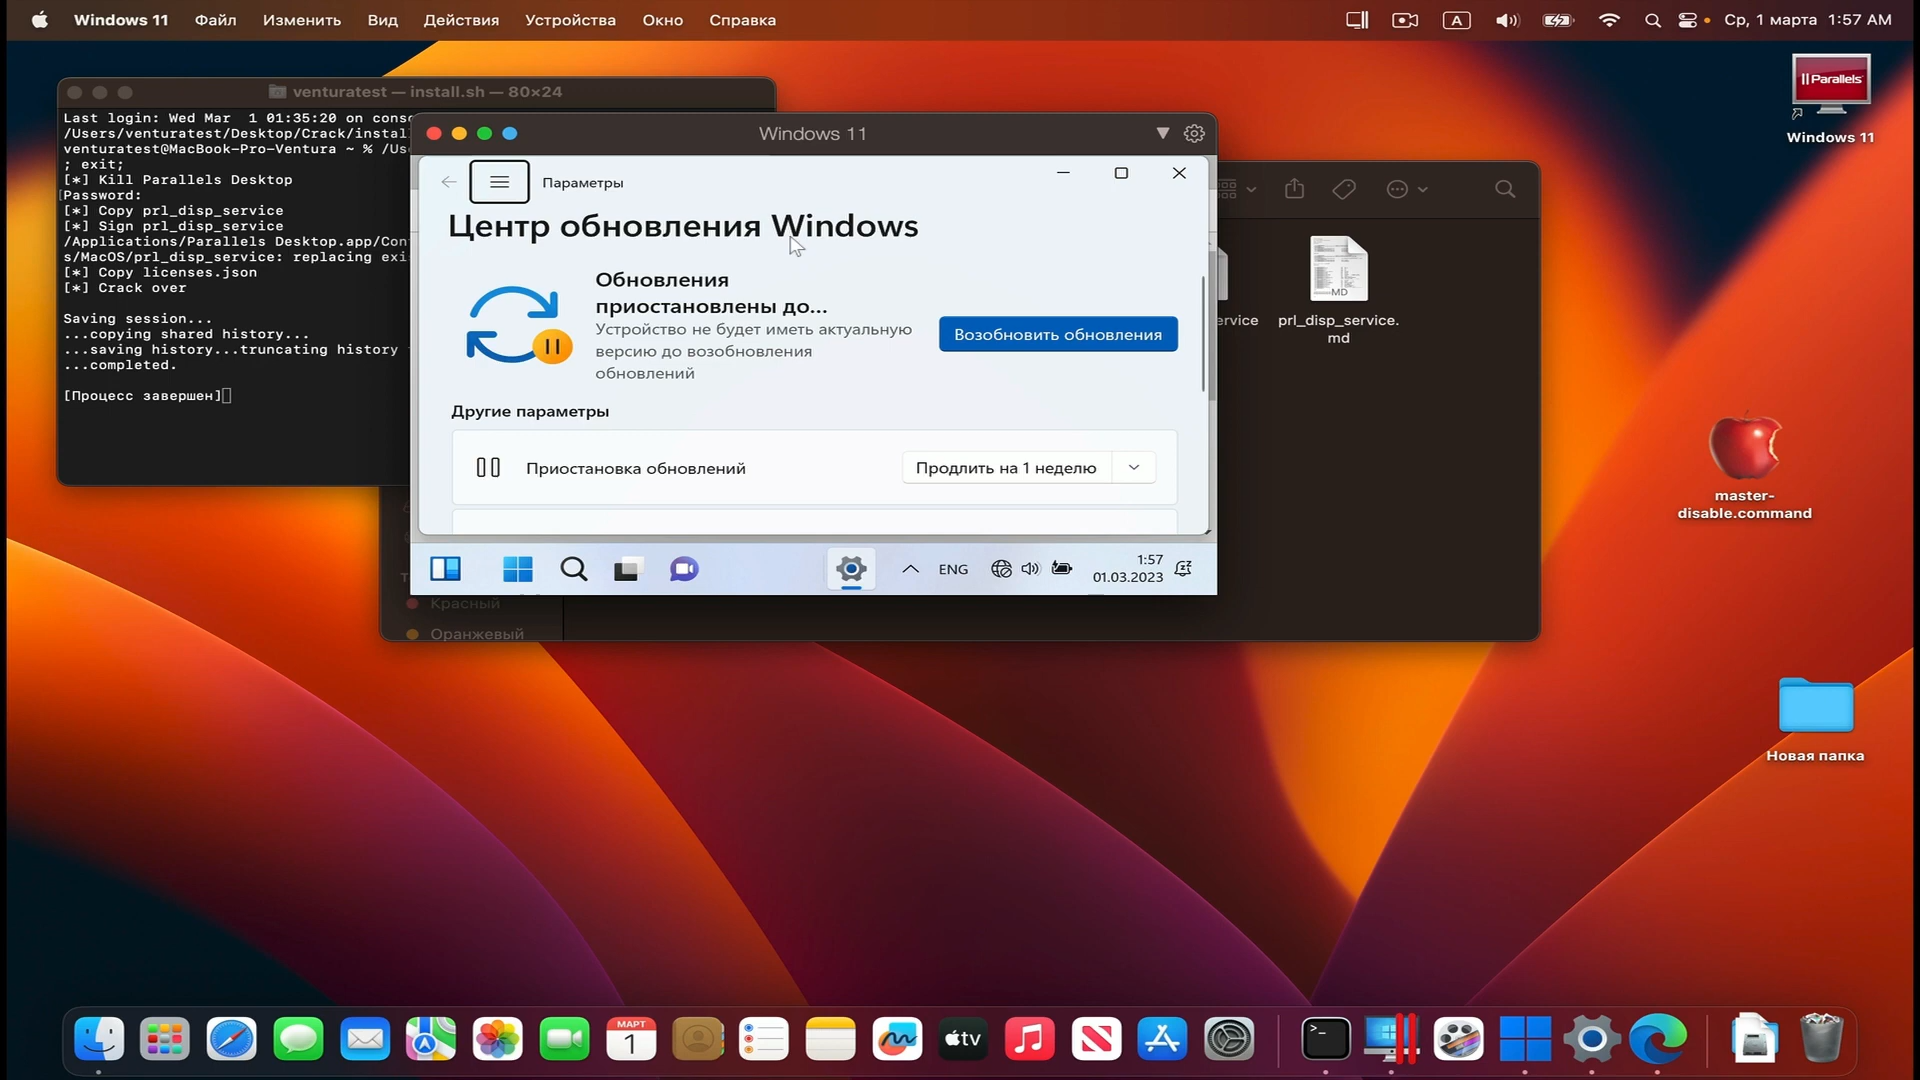 Windows 11 Файл Изменить Вид Действия Устройства Окно Справка A Ср, 1 марта 1:57 AM
venturatest — install.sh — 80×24
Last login: Wed Mar 1 01:35:20 on conso
/Users/venturatest/Desktop/Crack/instal
venturatest@MacBook-Pro-Ventura ~ % /Use
; exit;
[*] Kill Parallels Desktop
Password:
[*] Copy prl_disp_service
[*] Sign prl_disp_service
/Applications/Parallels Desktop.app/Con
s/MacOS/prl_disp_service: replacing exi
[*] Copy licenses.json
[*] Crack over
Saving session...
...copying shared history...
...saving history...truncating history
...completed.
[Процесс завершен]
Windows 11
Параметры
Центр обновления Windows
Обновления
приостановлены до...
Устройство не будет иметь актуальную
версию до возобновления
обновлений
Возобновить обновления
Другие параметры
Приостановка обновлений
Продлить на 1 неделю
ENG
1:57
01.03.2023
ervice
MD
prl_disp_service.
md
Красный
Оранжевый
Parallels
Windows 11
master-
disable.command
Новая папка
МАРТ
1
tv